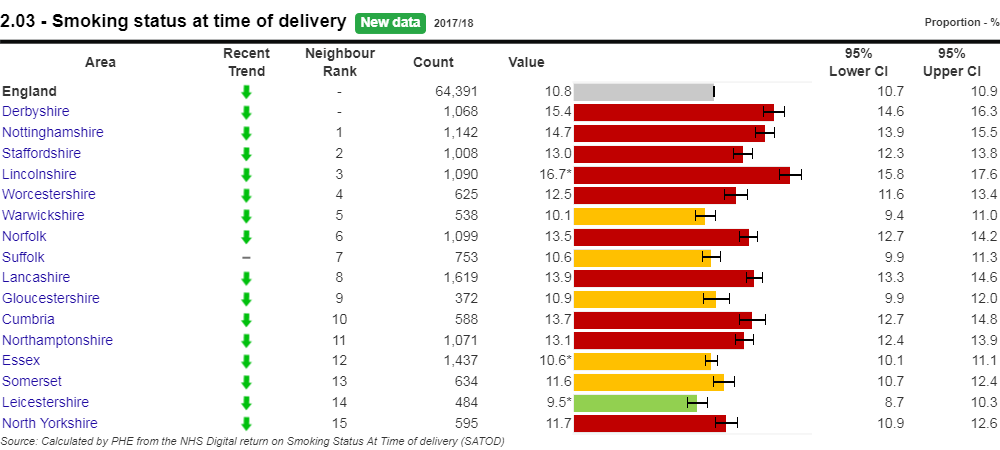 2.03 - Smoking status at time of delivery New data 2017/18 Proportion - %
Area Recent Trend Neighbour Rank Count Value 95% Lower CI 95% Upper CI
England - 64,391 10.8 10.7 10.9
Derbyshire - 1,068 15.4 14.6 16.3
Nottinghamshire 1 1,142 14.7 13.9 15.5
Staffordshire 2 1,008 13.0 12.3 13.8
Lincolnshire 3 1,090 16.7* 15.8 17.6
Worcestershire 4 625 12.5 11.6 13.4
Warwickshire 5 538 10.1 9.4 11.0
Norfolk 6 1,099 13.5 12.7 14.2
Suffolk – 7 753 10.6 9.9 11.3
Lancashire 8 1,619 13.9 13.3 14.6
Gloucestershire 9 372 10.9 9.9 12.0
Cumbria 10 588 13.7 12.7 14.8
Northamptonshire 11 1,071 13.1 12.4 13.9
Essex 12 1,437 10.6* 10.1 11.1
Somerset 13 634 11.6 10.7 12.4
Leicestershire 14 484 9.5* 8.7 10.3
North Yorkshire 15 595 11.7 10.9 12.6
Source: Calculated by PHE from the NHS Digital return on Smoking Status At Time of delivery (SATOD)